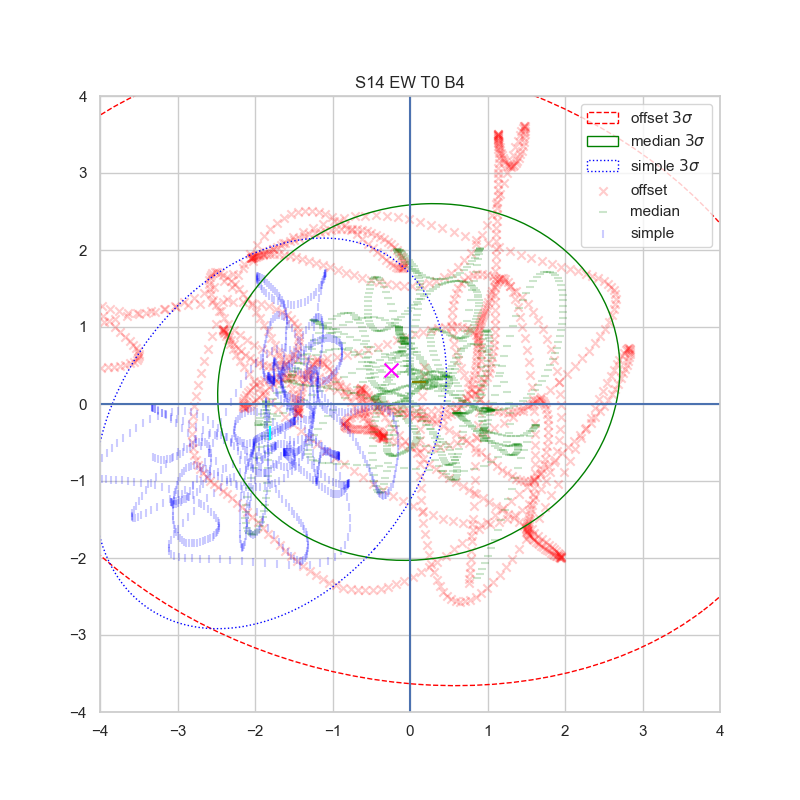 S14 EW T0 B4
offset 3σ
median 3σ
simple 3σ
offset
median
simple
4
3
2
1
0
−1
−2
−3
−4
−4 −3 −2 −1 0 1 2 3 4